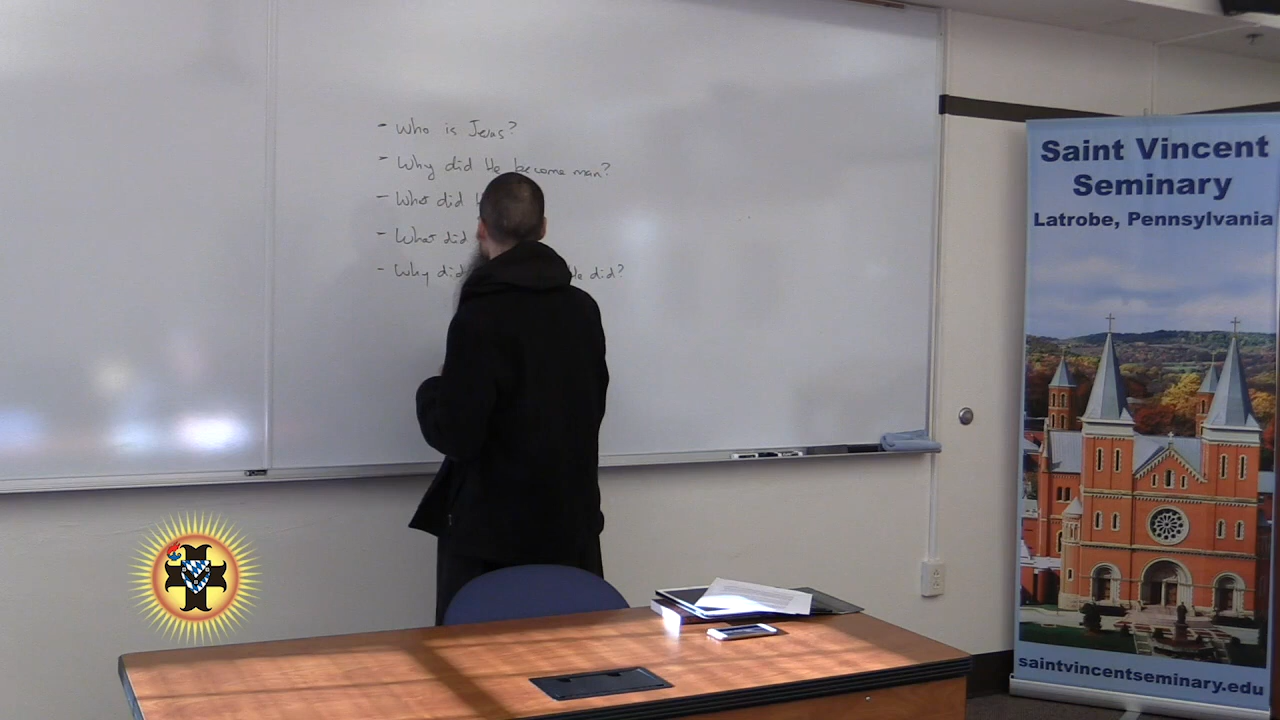 - Who is Jesus?
- Why did He become man?
- What did H
- What did
- Why did He did?
Saint Vincent
Seminary
Latrobe, Pennsylvania
saintvincentseminary.edu